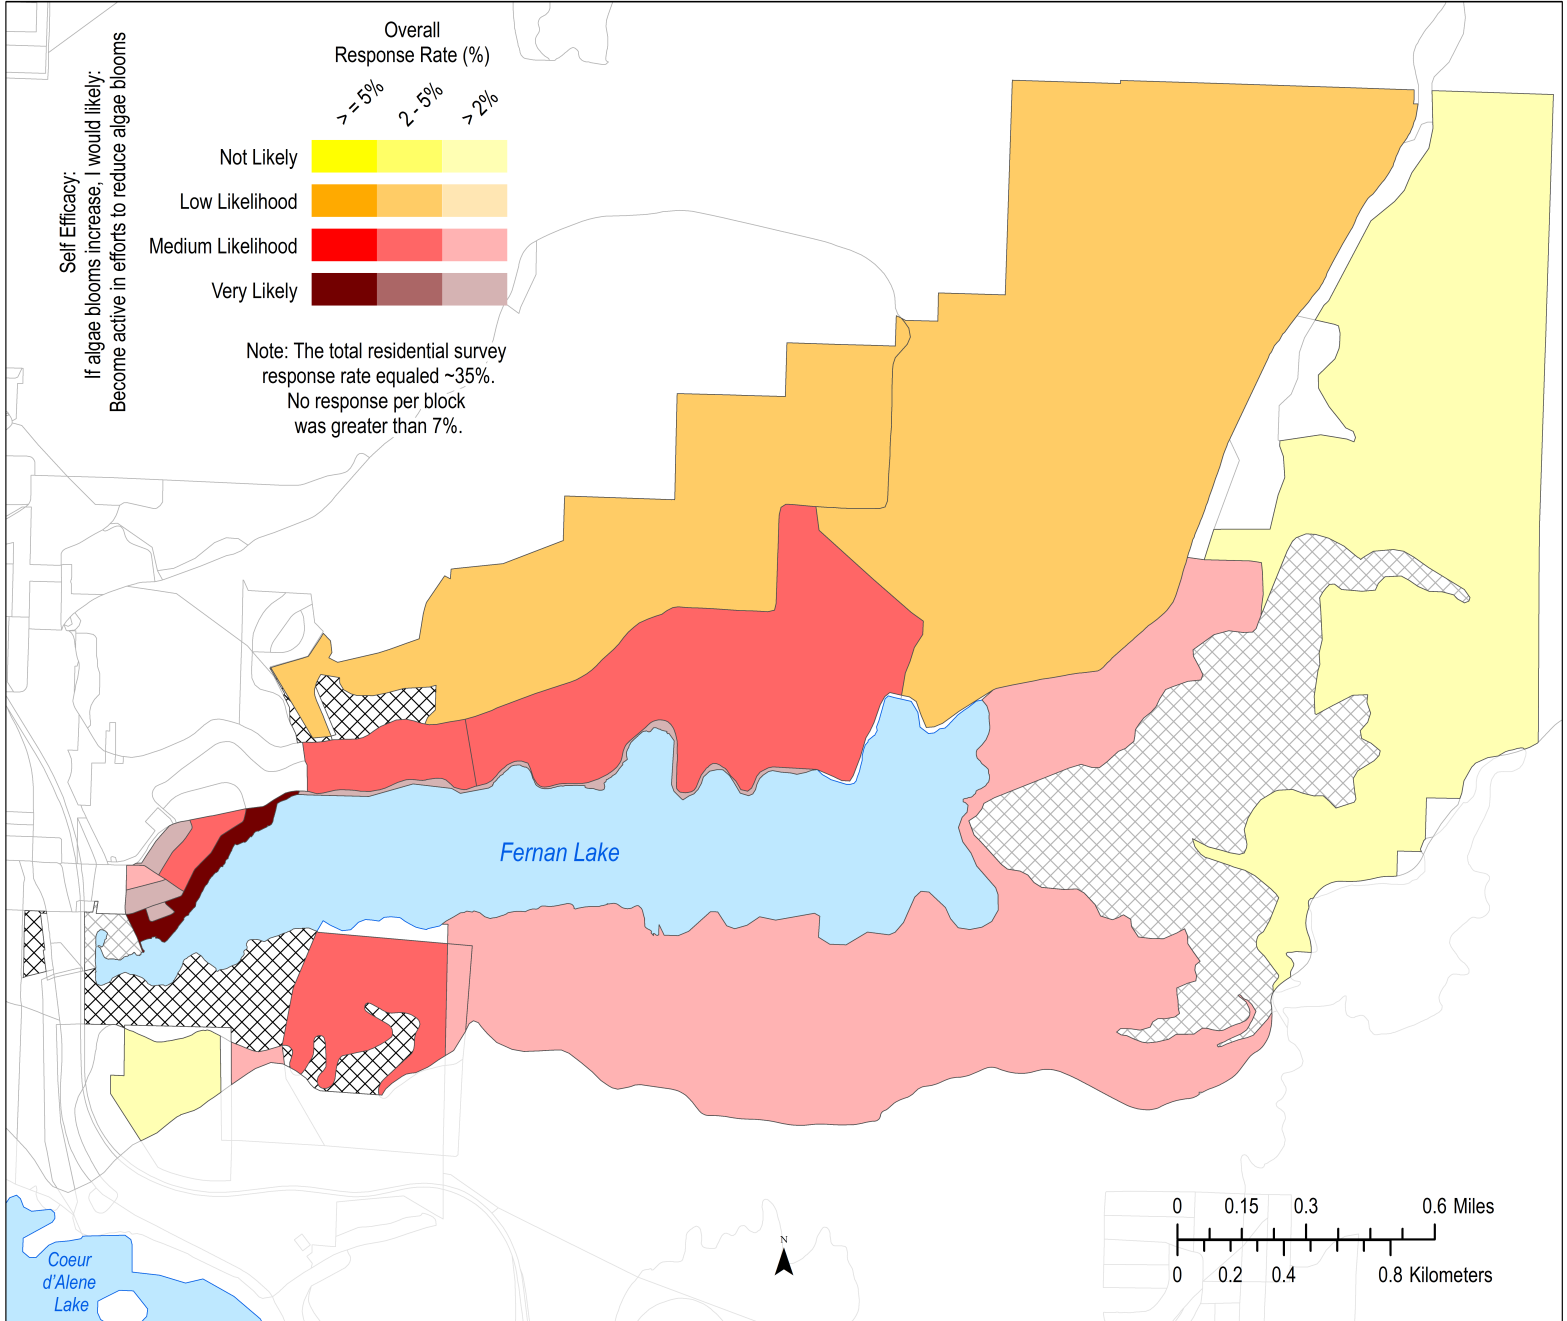 Overall
Response Rate (%)
> = 5%
2 - 5%
> 2%
Self Efficacy:
If algae blooms increase, I would likely:
Become active in efforts to reduce algae blooms
Not Likely
Low Likelihood
Medium Likelihood
Very Likely
Note: The total residential survey
response rate equaled ~35%.
No response per block
was greater than 7%.
Fernan Lake
Coeur
d'Alene
Lake
N
0 0.15 0.3 0.6 Miles
0 0.2 0.4 0.8 Kilometers